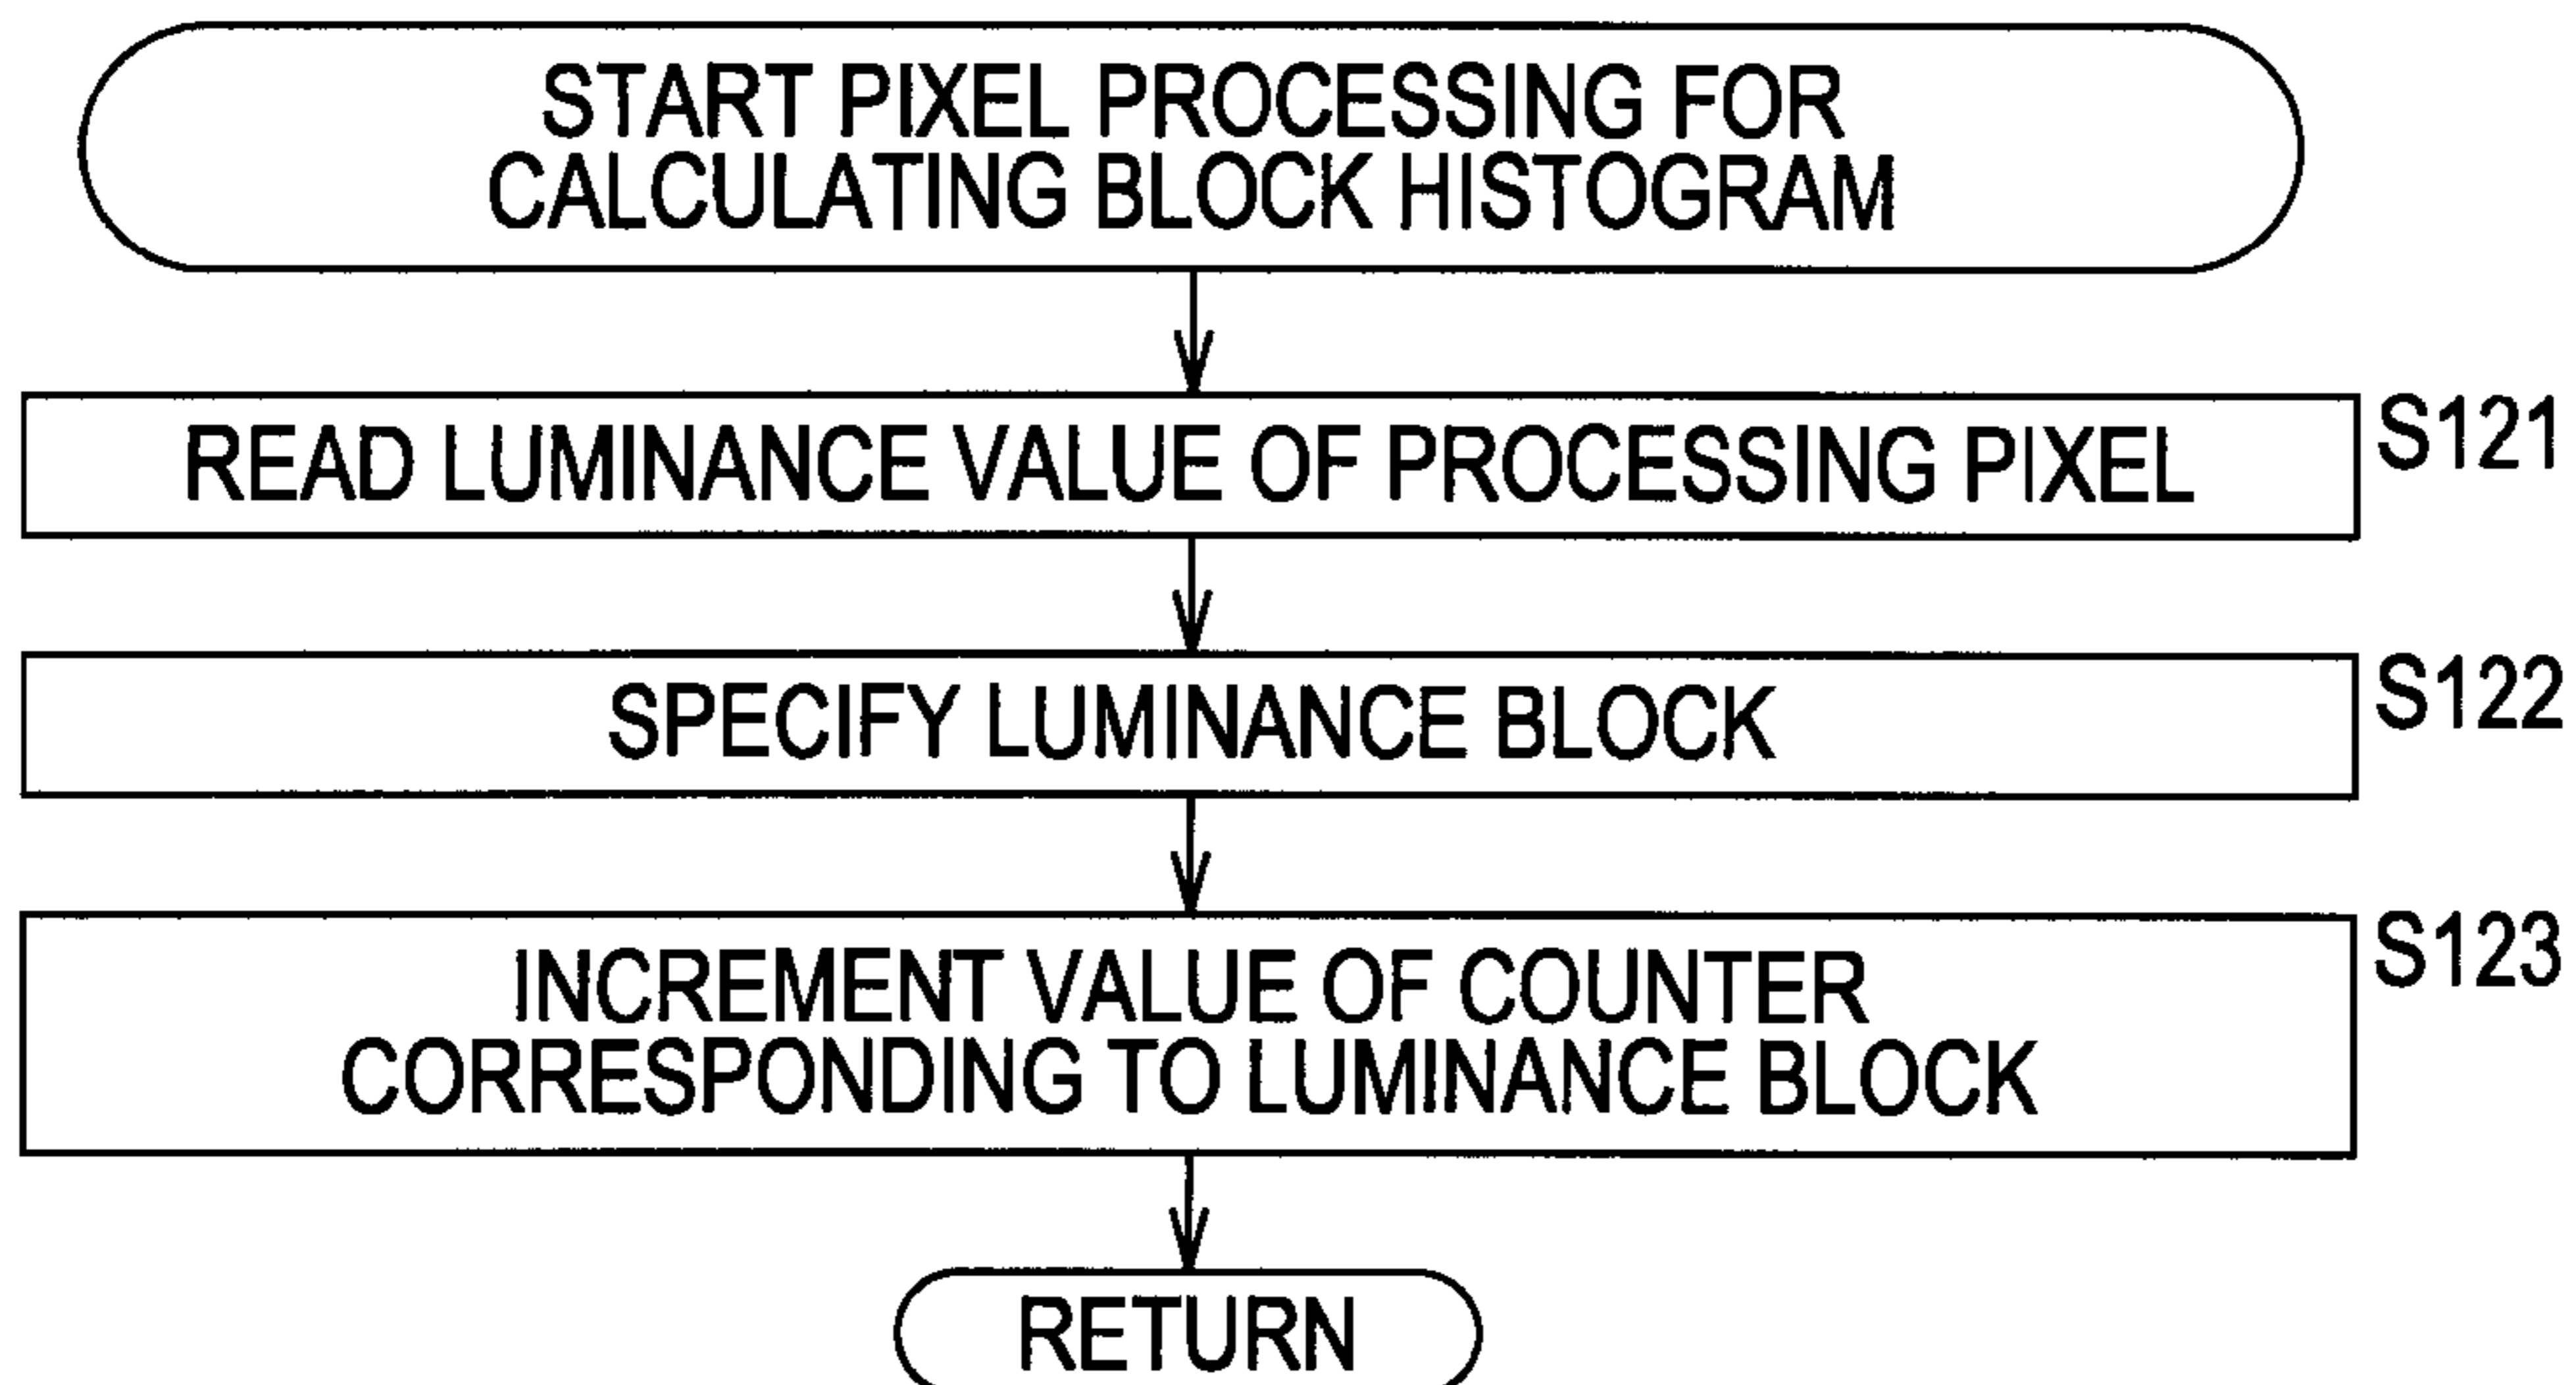 START PIXEL PROCESSING FOR
CALCULATING BLOCK HISTOGRAM
READ LUMINANCE VALUE OF PROCESSING PIXEL
S121
SPECIFY LUMINANCE BLOCK
S122
INCREMENT VALUE OF COUNTER
CORRESPONDING TO LUMINANCE BLOCK
S123
RETURN